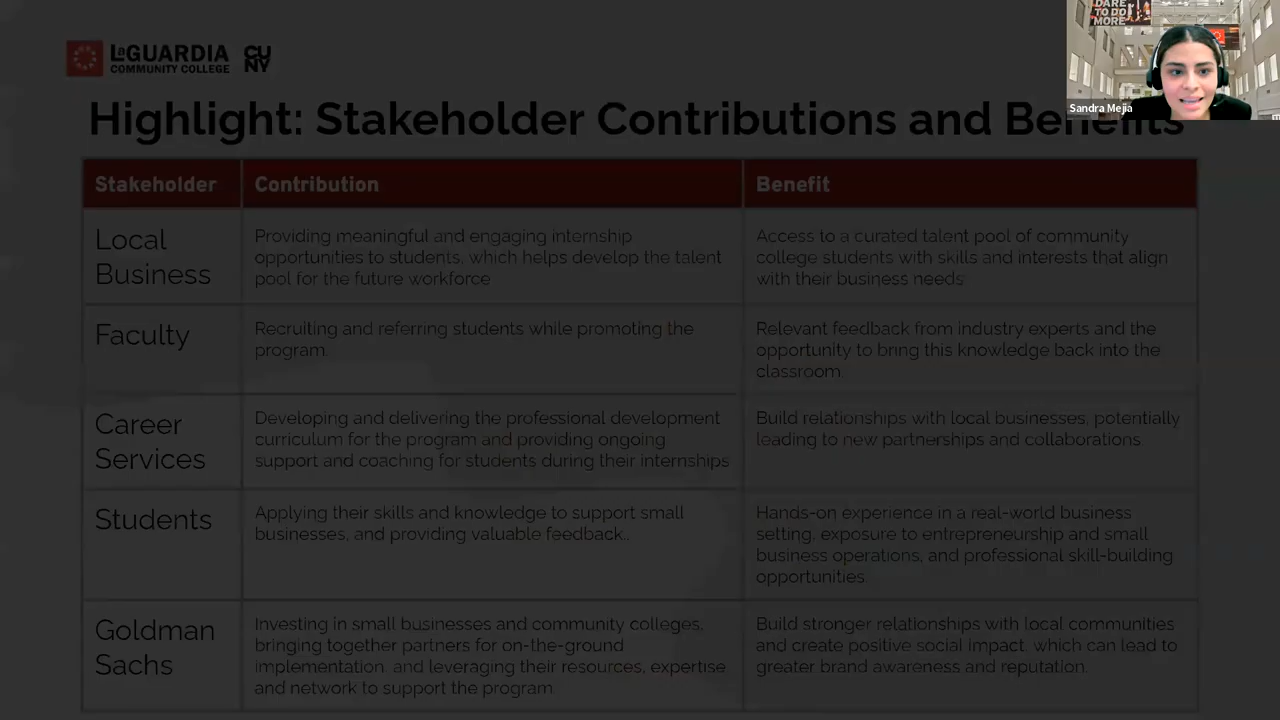 DARE
TO DO
MORE
Sandra Mejia
LaGUARDIA
COMMUNITY COLLEGE
CU
NY
Highlight: Stakeholder Contributions and Benefits
Stakeholder Contribution Benefit
Local
Business
Providing meaningful and engaging internship
opportunities to students, which helps develop the talent
pool for the future workforce
Access to a curated talent pool of community
college students with skills and interests that align
with their business needs
Faculty
Recruiting and referring students while promoting the
program.
Relevant feedback from industry experts and the
opportunity to bring this knowledge back into the
classroom.
Career
Services
Developing and delivering the professional development
curriculum for the program and providing ongoing
support and coaching for students during their internships
Build relationships with local businesses, potentially
leading to new partnerships and collaborations.
Students
Applying their skills and knowledge to support small
businesses, and providing valuable feedback..
Hands-on experience in a real-world business
setting, exposure to entrepreneurship and small
business operations, and professional skill-building
opportunities.
Goldman
Sachs
Investing in small businesses and community colleges,
bringing together partners for on-the-ground
implementation, and leveraging their resources, expertise
and network to support the program.
Build stronger relationships with local communities
and create positive social impact, which can lead to
greater brand awareness and reputation.